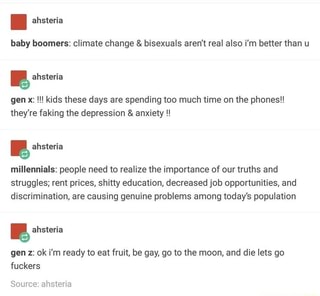 ahsteria
baby boomers: climate change & bisexuals aren't real also i'm better than u
ahsteria
gen x: !!! kids these days are spending too much time on the phones!!
they're faking the depression & anxiety !!
ahsteria
millennials: people need to realize the importance of our truths and
struggles; rent prices, shitty education, decreased job opportunities, and
discrimination, are causing genuine problems among today's population
ahsteria
gen z: ok i'm ready to eat fruit, be gay, go to the moon, and die lets go
fuckers
Source: ahsteria